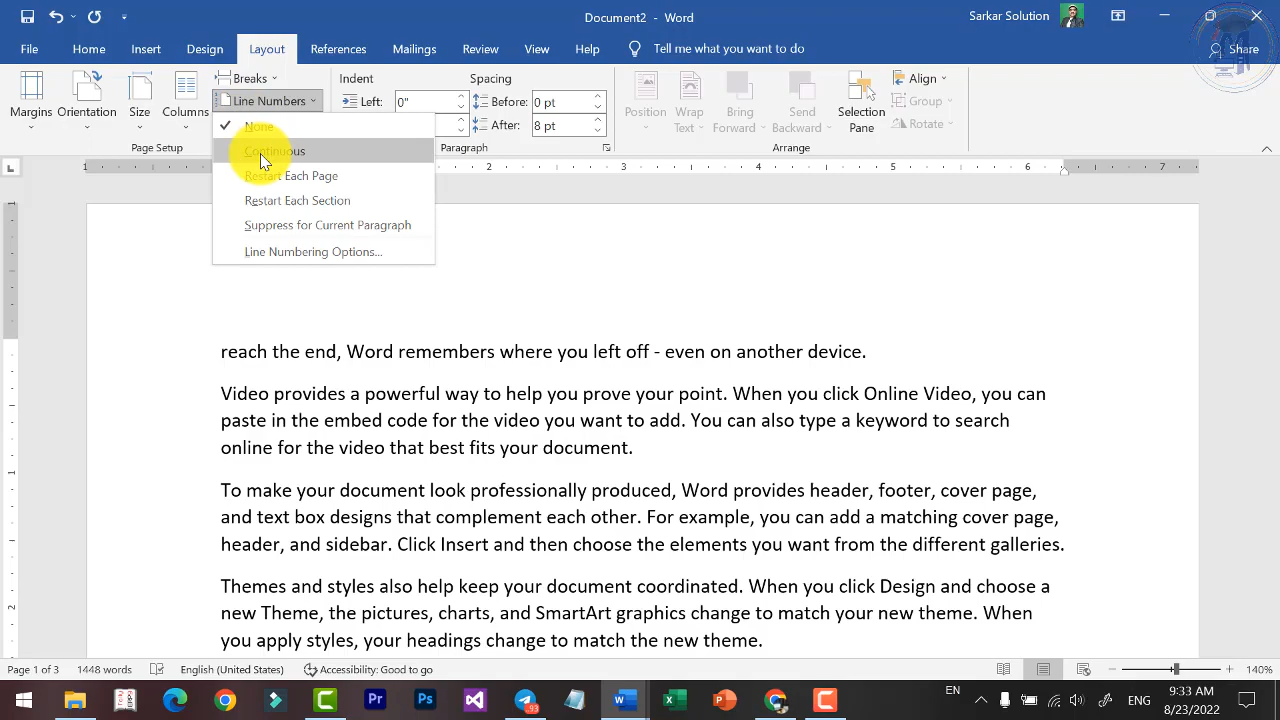 Document2 - Word
Sarkar Solution
File Home Insert Design Layout References Mailings Review View Help Tell me what you want to do Share
Margins Orientation Size Columns
Breaks
Line Numbers
Page Setup
Indent
Left: 0"
Spacing
Before: 0 pt
After: 8 pt
Paragraph
Position Wrap Text Bring Forward Send Backward Selection Pane
Align
Group
Rotate
Arrange
None
Continuous
Restart Each Page
Restart Each Section
Suppress for Current Paragraph
Line Numbering Options...
1 2 3 4 5 6 7
reach the end, Word remembers where you left off - even on another device.
Video provides a powerful way to help you prove your point. When you click Online Video, you can
paste in the embed code for the video you want to add. You can also type a keyword to search
online for the video that best fits your document.
To make your document look professionally produced, Word provides header, footer, cover page,
and text box designs that complement each other. For example, you can add a matching cover page,
header, and sidebar. Click Insert and then choose the elements you want from the different galleries.
Themes and styles also help keep your document coordinated. When you click Design and choose a
new Theme, the pictures, charts, and SmartArt graphics change to match your new theme. When
you apply styles, your headings change to match the new theme.
Page 1 of 3 1448 words English (United States) Accessibility: Good to go 140%
EN ENG 9:33 AM
8/23/2022